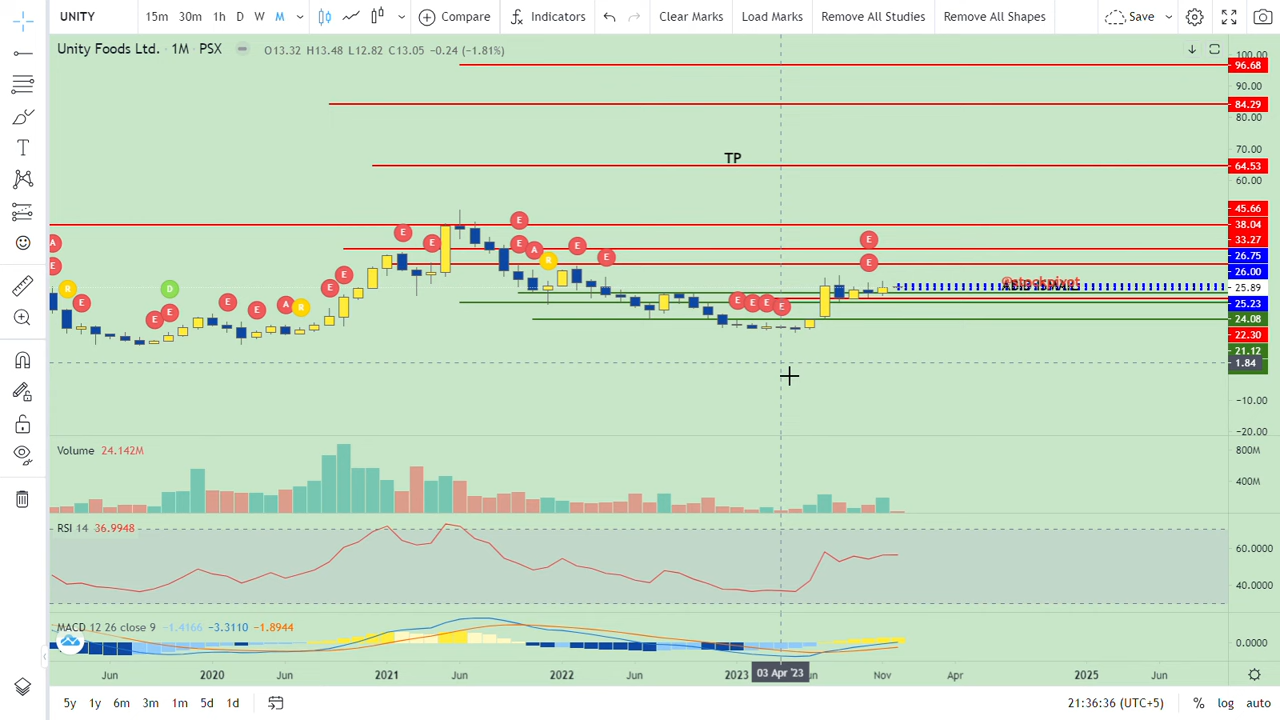 UNITY 15m 30m 1h D W M Compare Indicators Clear Marks Load Marks Remove All Studies Remove All Shapes Save
Unity Foods Ltd. 1M PSX O13.32 H13.48 L12.82 C13.05 −0.24 (−1.81%)
100.00
96.68
90.00
84.29
80.00
TP
70.00
64.53
60.00
45.66
38.04
33.27
26.75
26.00
@stockpivot
25.89
25.23
24.08
22.30
21.12
1.84
−10.00
−20.00
A E E R E D E E E A R E E E E E E A R E E E E E E E E
Volume 24.142M
800M
400M
RSI 14 36.9948
60.0000
40.0000
MACD 12 26 close 9 −1.4166 −3.3110 −1.8944
0.0000
Jun 2020 Jun 2021 Jun 2022 Jun 2023 03 Apr '23 Nov Apr 2025 Jun
5y 1y 6m 3m 1m 5d 1d 21:36:36 (UTC+5) % log auto